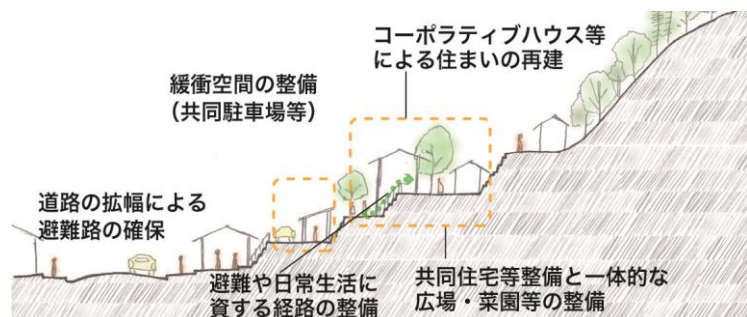 コーポラティブハウス等
による住まいの再建
緩衝空間の整備
(共同駐車場等)
道路の拡幅による
避難路の確保
避難や日常生活に
資する経路の整備
共同住宅等整備と一体的な
広場・菜園等の整備